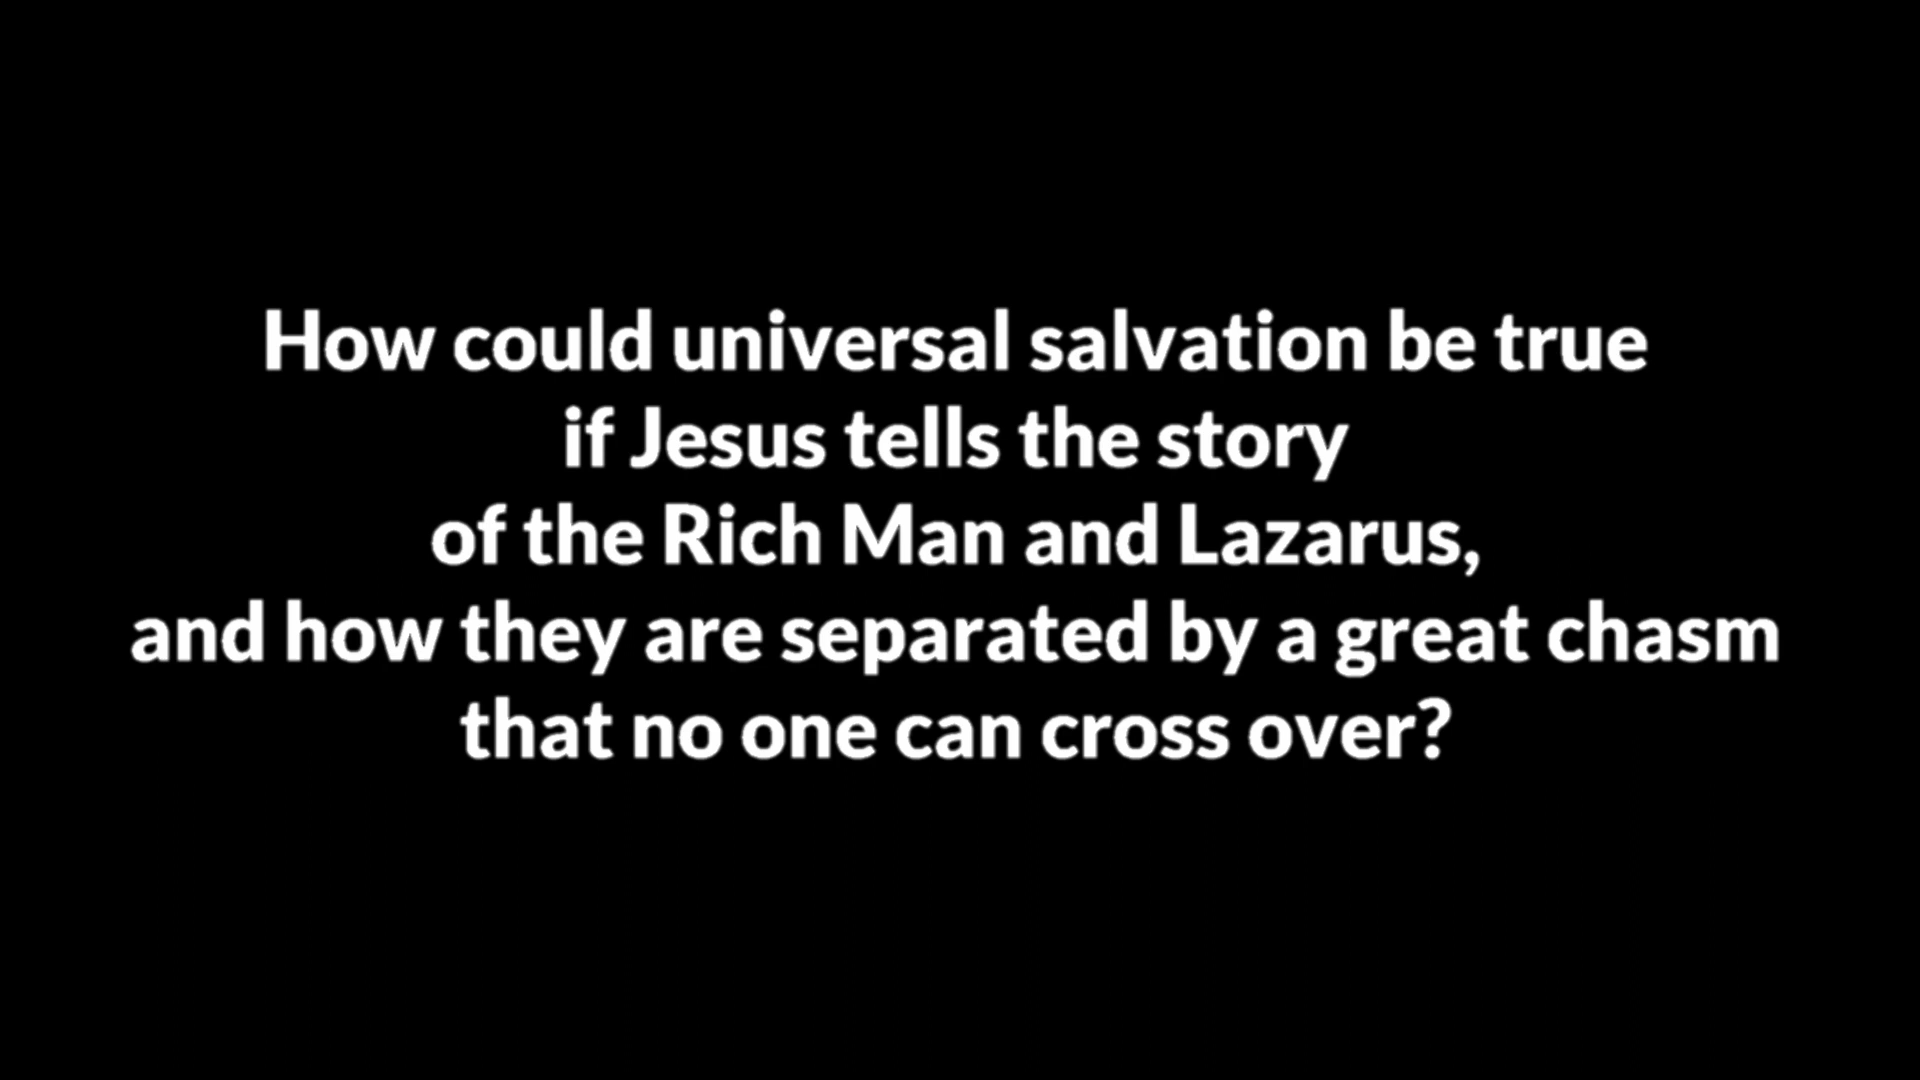 How could universal salvation be true
if Jesus tells the story
of the Rich Man and Lazarus,
and how they are separated by a great chasm
that no one can cross over?